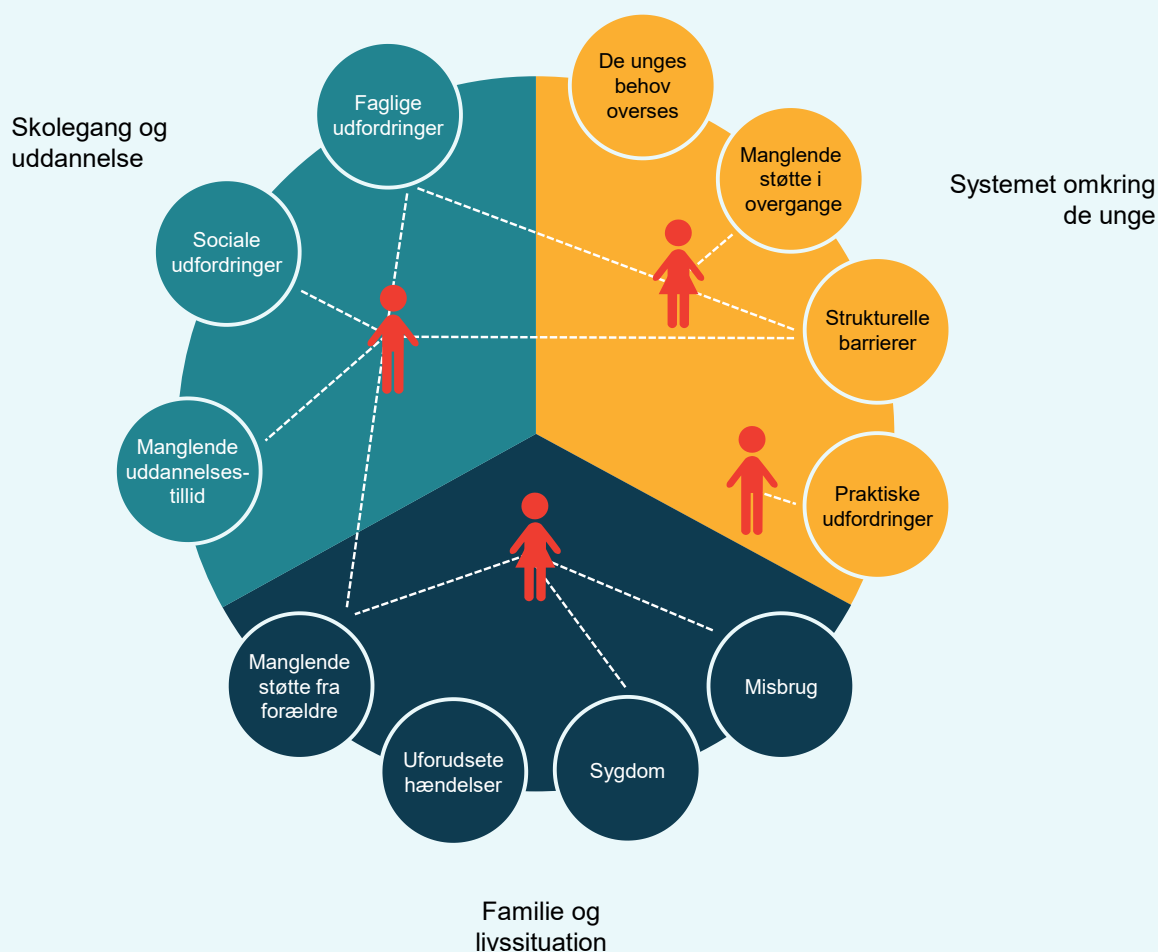 Skolegang og
uddannelse
Faglige
udfordringer
Sociale
udfordringer
Manglende
uddannelses-
tillid
De unges
behov
overses
Manglende
støtte i
overgange
Systemet omkring
de unge
Strukturelle
barrierer
Praktiske
udfordringer
Manglende
støtte fra
forældre
Uforudsete
hændelser
Sygdom
Misbrug
Familie og
livssituation